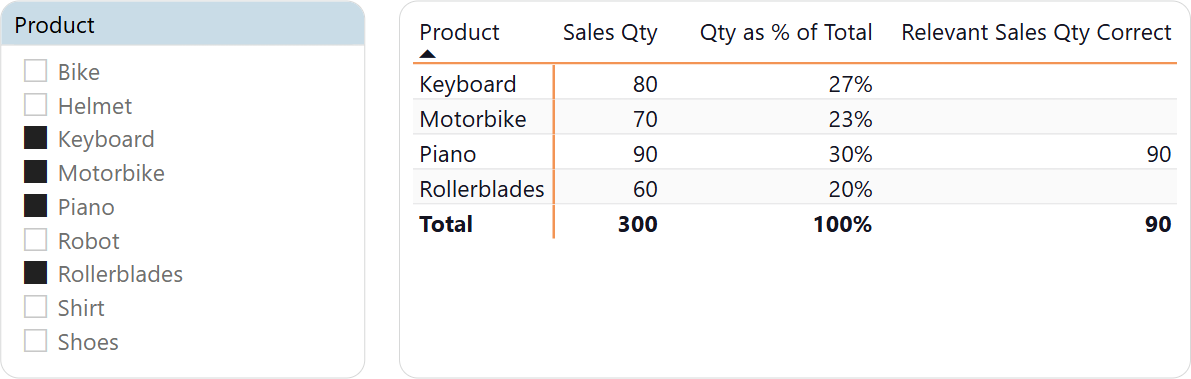 Product
Bike
Helmet
Keyboard
Motorbike
Piano
Robot
Rollerblades
Shirt
Shoes
Product Sales Qty Qty as % of Total Relevant Sales Qty Correct
Keyboard 80 27%
Motorbike 70 23%
Piano 90 30% 90
Rollerblades 60 20%
Total 300 100% 90